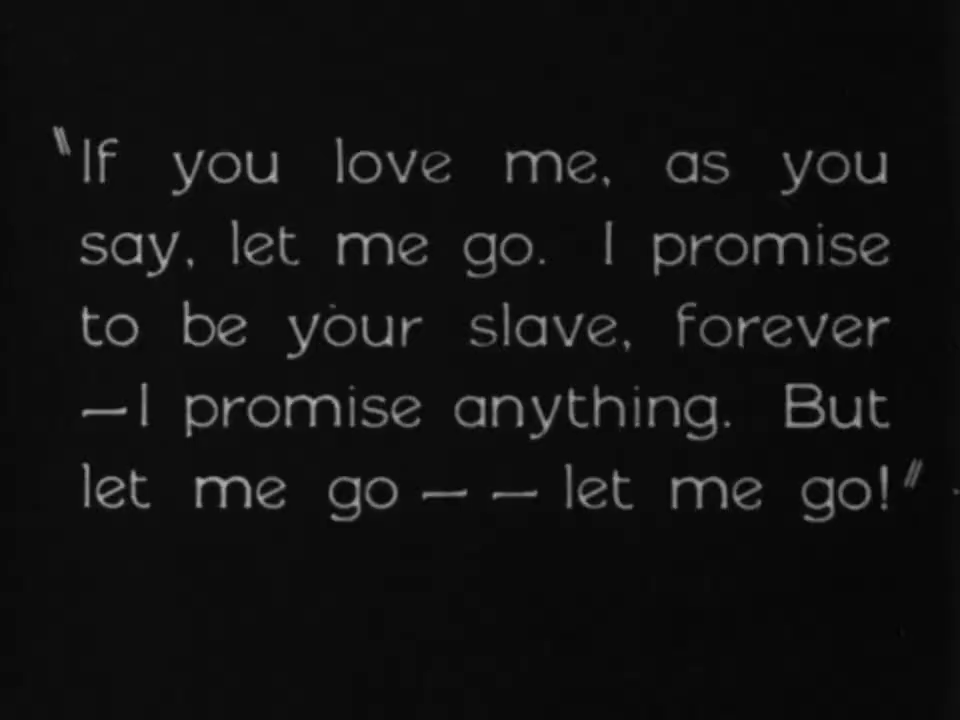 "If you love me, as you
say, let me go. I promise
to be your slave, forever
—I promise anything. But
let me go — — let me go!"